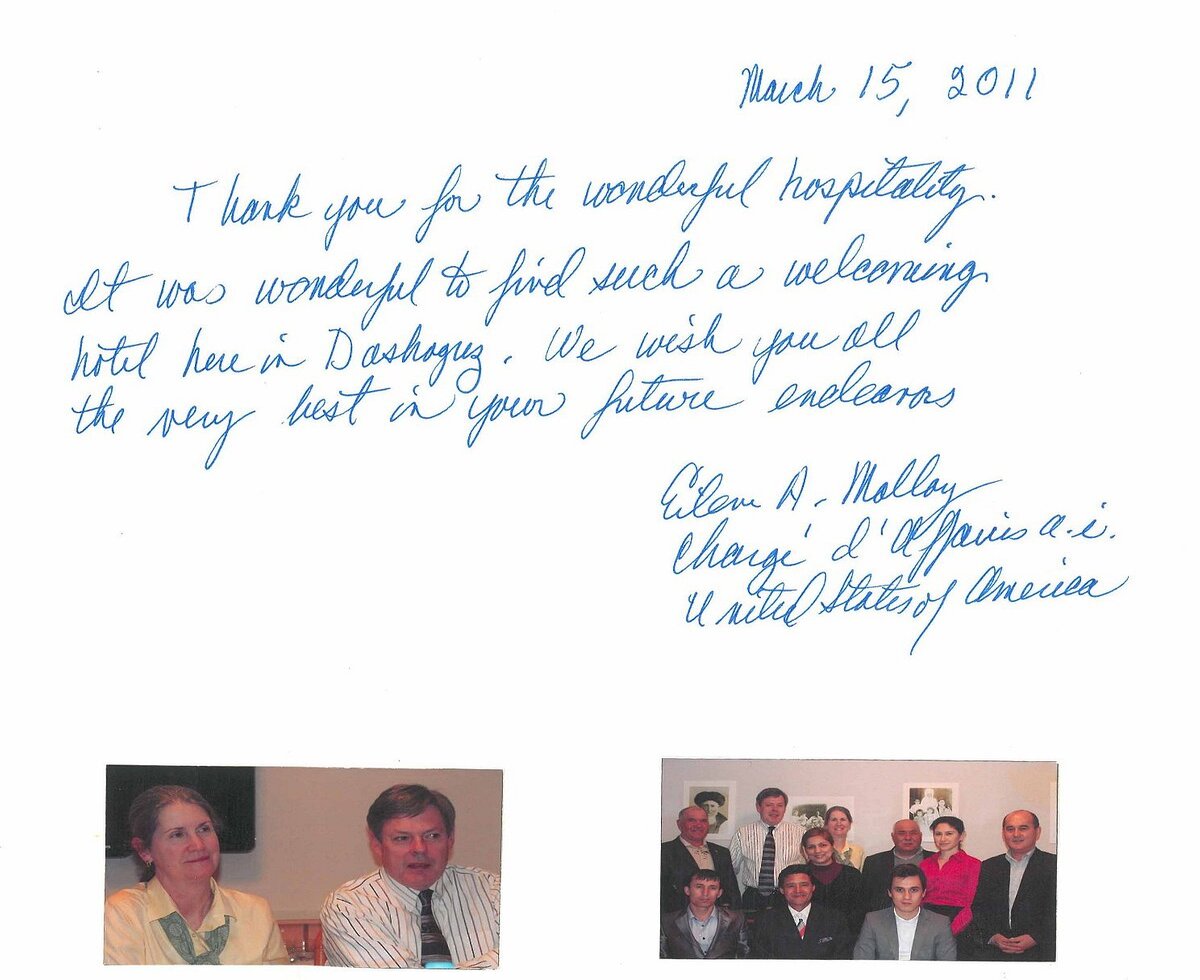 March 15, 2011
Thank you for the wonderful hospitality.
It was wonderful to find such a welcoming
hotel here in Dashoguz. We wish you all
the very best in your future endeavors
Eileen A. Malloy
Chargé d'Affaires a.i.
United States of America